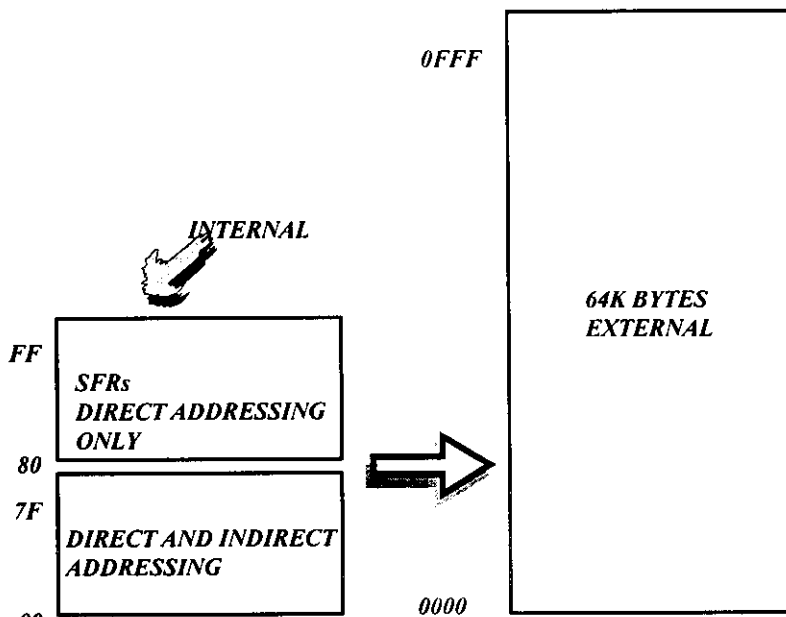 0FFF
INTERNAL
64K BYTES
EXTERNAL
FF
SFRs
DIRECT ADDRESSING
ONLY
80
7F
DIRECT AND INDIRECT
ADDRESSING
0000